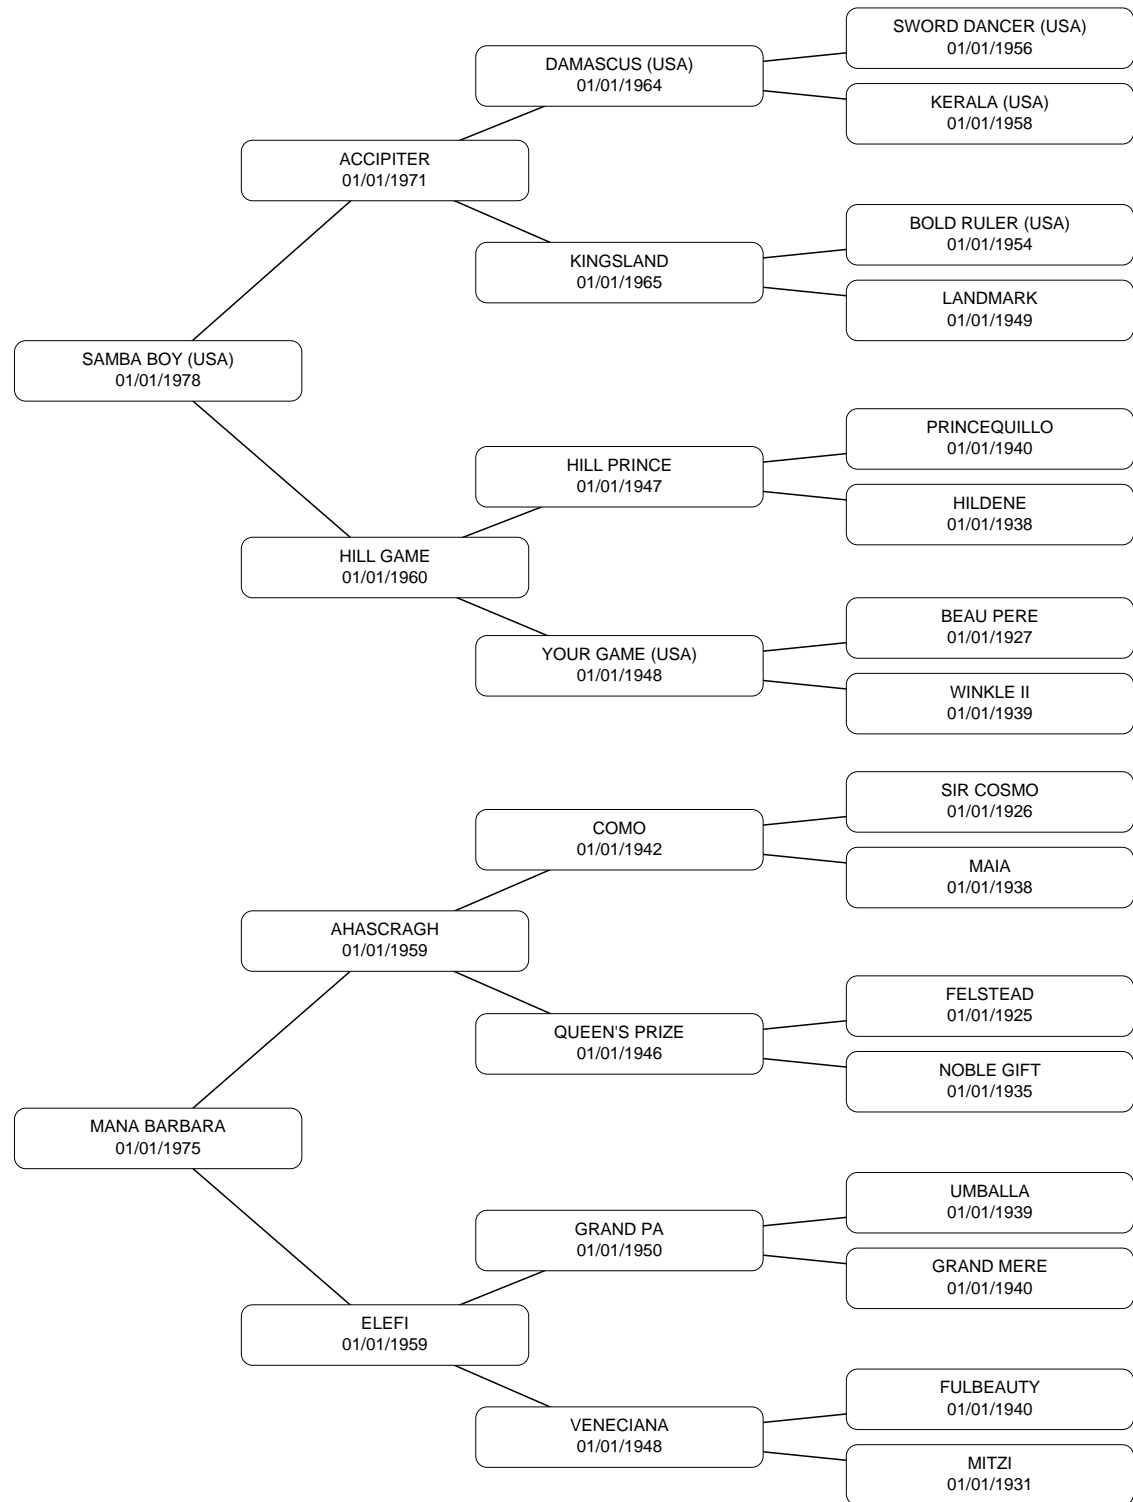 SWORD DANCER (USA)
01/01/1956
DAMASCUS (USA)
01/01/1964
KERALA (USA)
01/01/1958
ACCIPITER
01/01/1971
BOLD RULER (USA)
01/01/1954
KINGSLAND
01/01/1965
LANDMARK
01/01/1949
SAMBA BOY (USA)
01/01/1978
PRINCEQUILLO
01/01/1940
HILL PRINCE
01/01/1947
HILDENE
01/01/1938
HILL GAME
01/01/1960
BEAU PERE
01/01/1927
YOUR GAME (USA)
01/01/1948
WINKLE II
01/01/1939
SIR COSMO
01/01/1926
COMO
01/01/1942
MAIA
01/01/1938
AHASCRAGH
01/01/1959
FELSTEAD
01/01/1925
QUEEN'S PRIZE
01/01/1946
NOBLE GIFT
01/01/1935
MANA BARBARA
01/01/1975
UMBALLA
01/01/1939
GRAND PA
01/01/1950
GRAND MERE
01/01/1940
ELEFI
01/01/1959
FULBEAUTY
01/01/1940
VENECIANA
01/01/1948
MITZI
01/01/1931